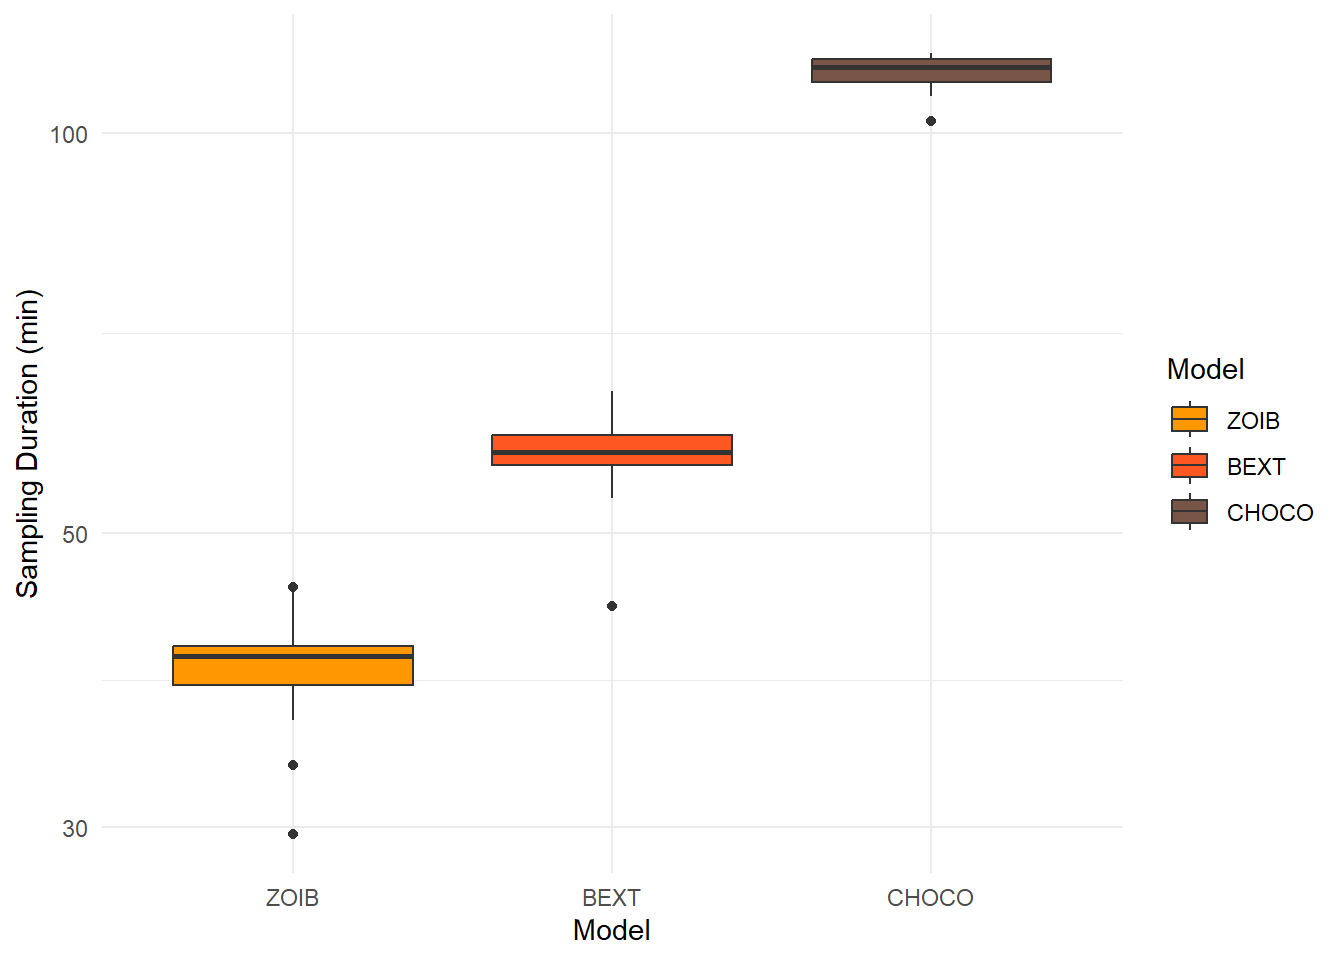 Sampling Duration (min)
100
50
30
ZOIB
BEXT
CHOCO
Model
Model
ZOIB
BEXT
CHOCO